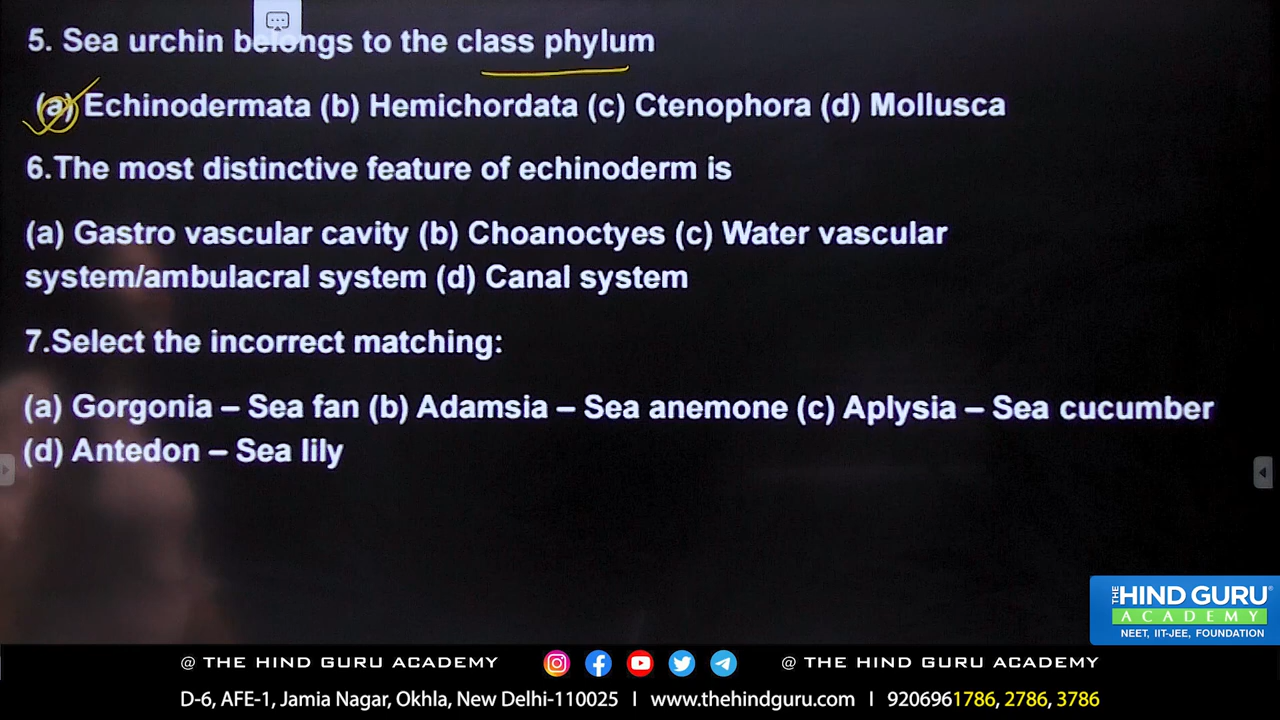 5. Sea urchin belongs to the class phylum
(a) Echinodermata (b) Hemichordata (c) Ctenophora (d) Mollusca
6.The most distinctive feature of echinoderm is
(a) Gastro vascular cavity (b) Choanoctyes (c) Water vascular
system/ambulacral system (d) Canal system
7.Select the incorrect matching:
(a) Gorgonia – Sea fan (b) Adamsia – Sea anemone (c) Aplysia – Sea cucumber
(d) Antedon – Sea lily
THE HIND GURU®
ACADEMY
NEET, IIT-JEE, FOUNDATION
@ THE HIND GURU ACADEMY @ THE HIND GURU ACADEMY
D-6, AFE-1, Jamia Nagar, Okhla, New Delhi-110025 | www.thehindguru.com | 9206961786, 2786, 3786